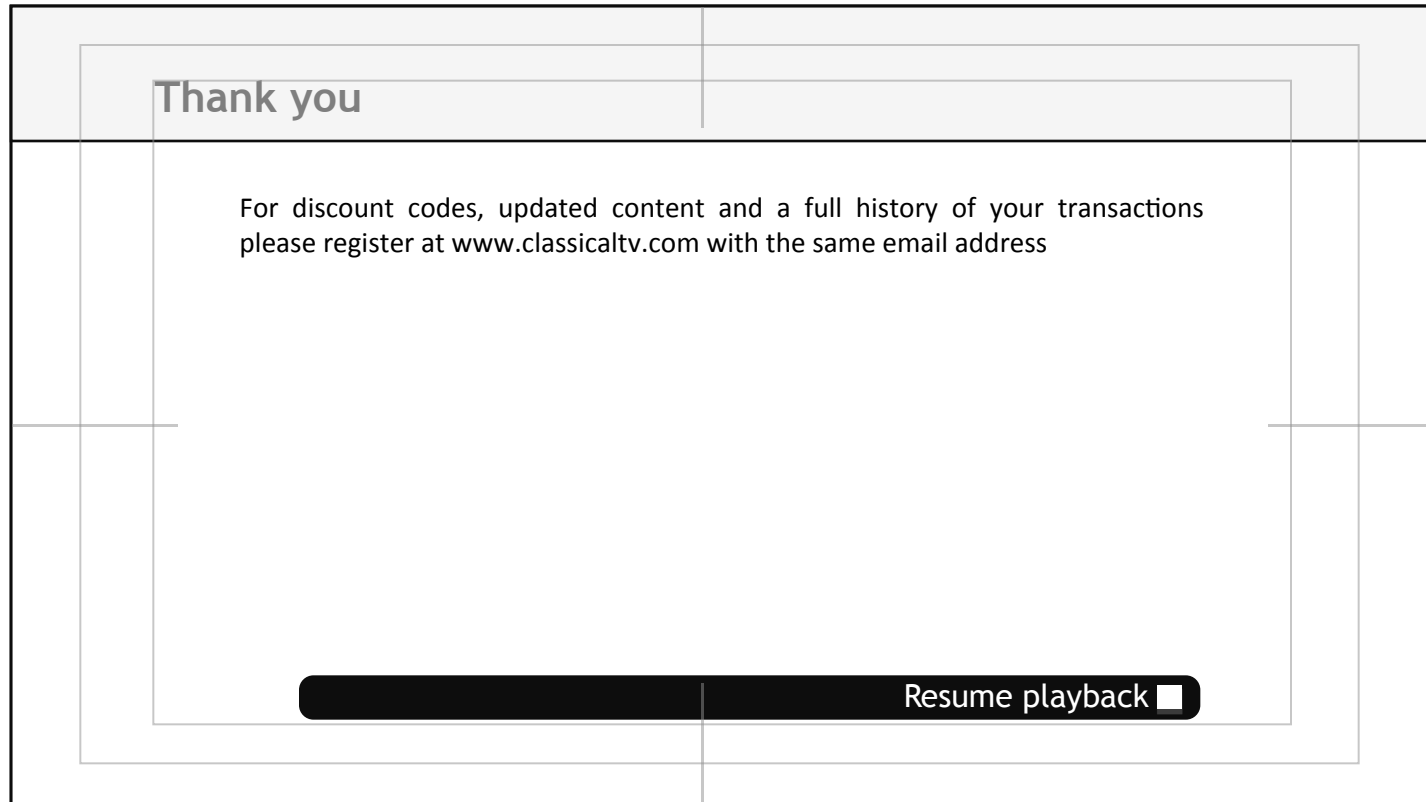 Thank you
For discount codes, updated content and a full history of your transactions
please register at www.classicaltv.com with the same email address
Resume playback